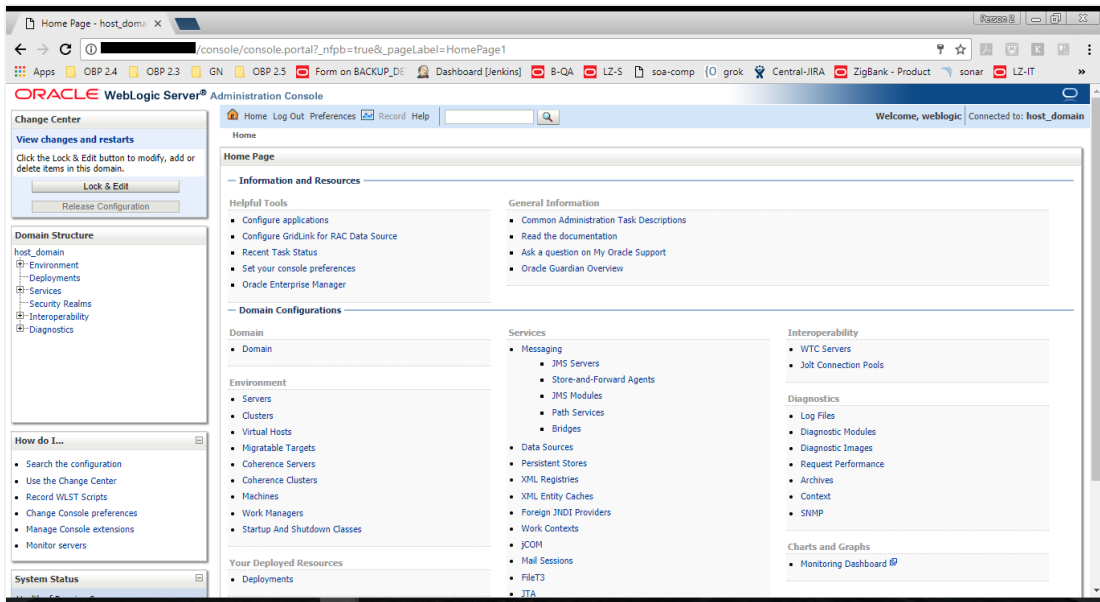 Home Page - host_doma
Person 2
/console/console.portal?_nfpb=true&_pageLabel=HomePage1
Apps OBP 2.4 OBP 2.3 GN OBP 2.5 Form on BACKUP_DE Dashboard [Jenkins] B-QA LZ-S soa-comp {O grok Central-JIRA ZigBank - Product sonar LZ-IT »
ORACLE WebLogic Server® Administration Console
Change Center
View changes and restarts
Click the Lock & Edit button to modify, add or
delete items in this domain.
Lock & Edit
Release Configuration
Domain Structure
host_domain
Environment
Deployments
Services
Security Realms
Interoperability
Diagnostics
How do I...
Search the configuration
Use the Change Center
Record WLST Scripts
Change Console preferences
Manage Console extensions
Monitor servers
System Status
Home Log Out Preferences Record Help
Welcome, weblogic Connected to: host_domain
Home
Home Page
Information and Resources
Helpful Tools
Configure applications
Configure GridLink for RAC Data Source
Recent Task Status
Set your console preferences
Oracle Enterprise Manager
General Information
Common Administration Task Descriptions
Read the documentation
Ask a question on My Oracle Support
Oracle Guardian Overview
Domain Configurations
Domain
Domain
Environment
Servers
Clusters
Virtual Hosts
Migratable Targets
Coherence Servers
Coherence Clusters
Machines
Work Managers
Startup And Shutdown Classes
Your Deployed Resources
Deployments
Services
Messaging
JMS Servers
Store-and-Forward Agents
JMS Modules
Path Services
Bridges
Data Sources
Persistent Stores
XML Registries
XML Entity Caches
Foreign JNDI Providers
Work Contexts
jCOM
Mail Sessions
FileT3
JTA
Interoperability
WTC Servers
Jolt Connection Pools
Diagnostics
Log Files
Diagnostic Modules
Diagnostic Images
Request Performance
Archives
Context
SNMP
Charts and Graphs
Monitoring Dashboard